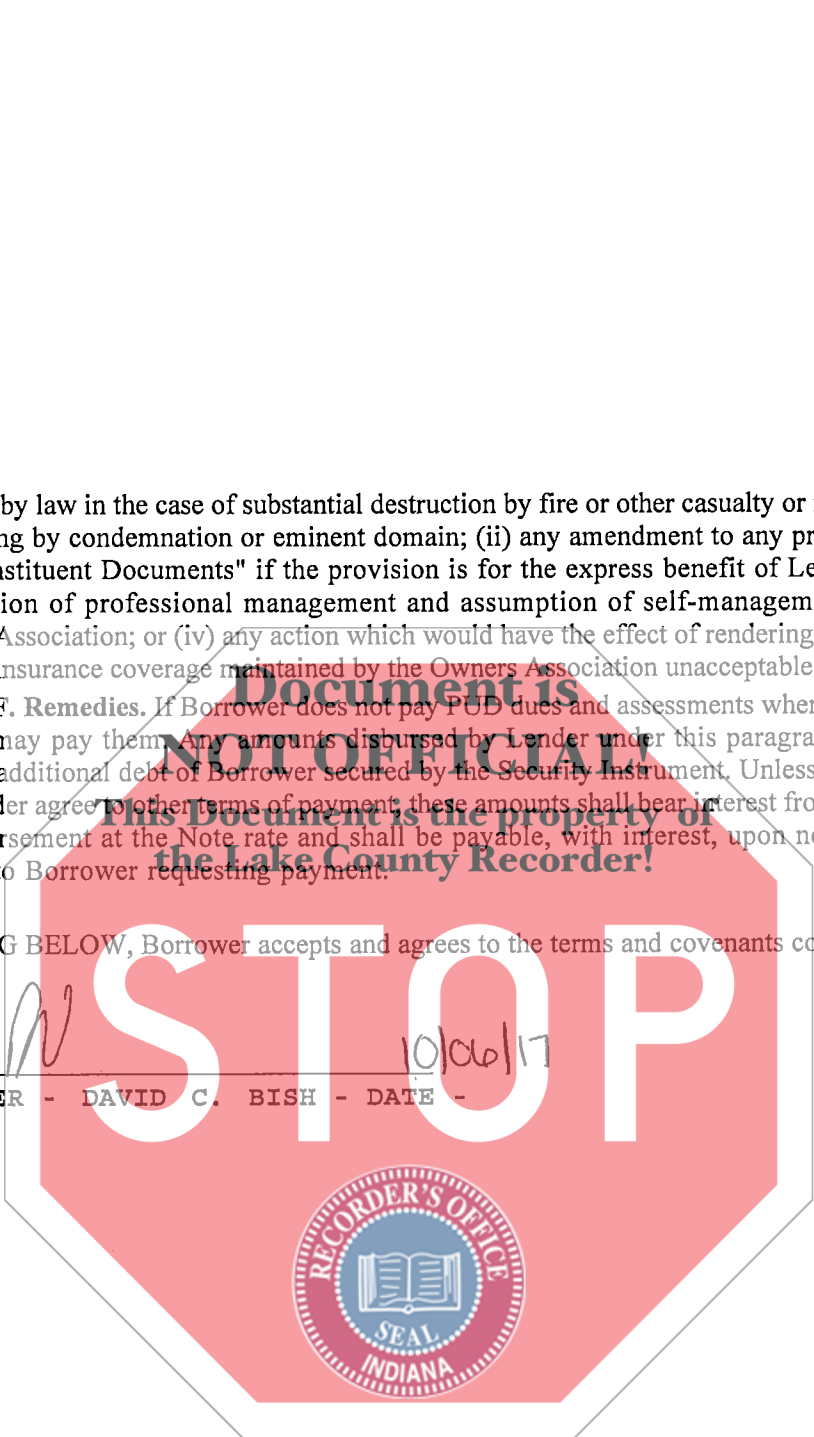 by law in the case of substantial destruction by fire or other casualty or
ng by condemnation or eminent domain; (ii) any amendment to any pr
nstituent Documents" if the provision is for the express benefit of Le
ion of professional management and assumption of self-managem
Association; or (iv) any action which would have the effect of rendering
nsurance coverage maintained by the Owners Association unacceptable
F. Remedies. If Borrower does not pay PUD dues and assessments when
may pay them. Any amounts disbursed by Lender under this paragra
additional debt of Borrower secured by the Security Instrument. Unless
der agree to other terms of payment, these amounts shall bear interest fro
rsement at the Note rate and shall be payable, with interest, upon no
o Borrower requesting payment.
Document is
NOT OFFICIAL!
This Document is the property of
the Lake County Recorder!
G BELOW, Borrower accepts and agrees to the terms and covenants co
STOP
10/06/17
ER - DAVID C. BISH - DATE -
RECORDER'S OFFICE
SEAL
INDIANA